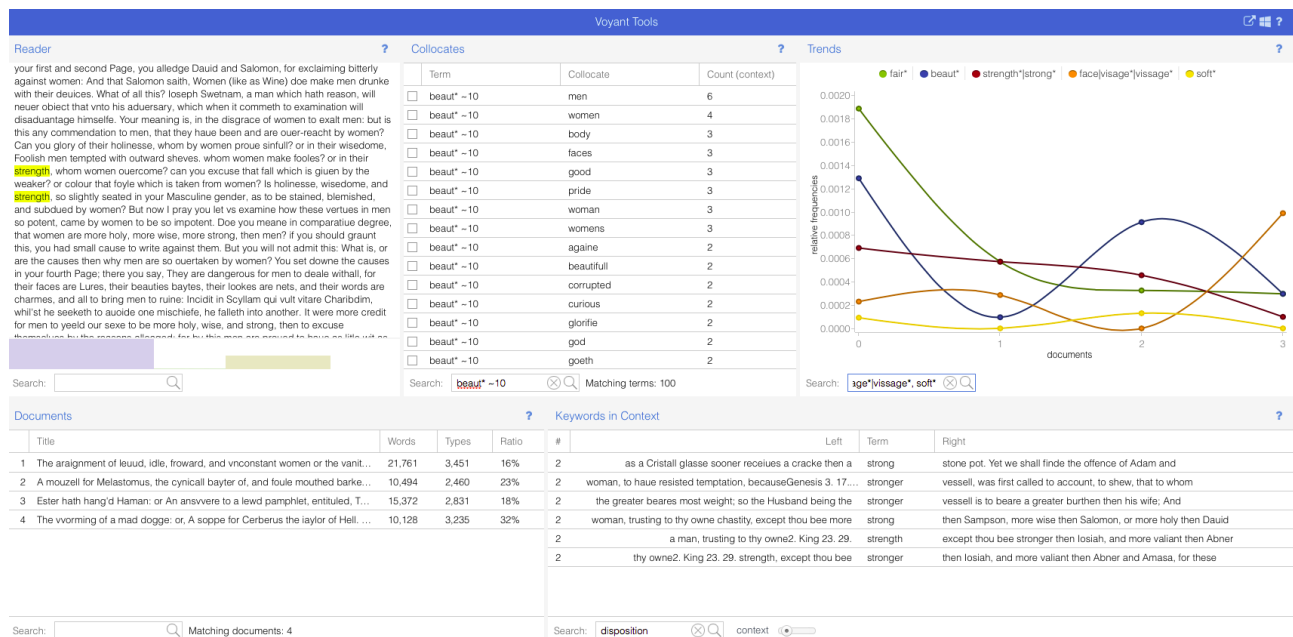 Voyant Tools
?
Reader
?
your first and second Page, you alledge Dauid and Salomon, for exclaiming bitterly
against women: And that Salomon saith, Women (like as Wine) doe make men drunke
with their deuices. What of all this? Ioseph Swetnam, a man which hath reason, will
neuer obiect that vnto his aduersary, which when it commeth to examination will
disaduantage himselfe. Your meaning is, in the disgrace of women to exalt men: but is
this any commendation to men, that they haue been and are ouer-reacht by women?
Can you glory of their holinesse, whom by women proue sinfull? or in their wisedome,
Foolish men tempted with outward sheves. whom women make fooles? or in their
strength, whom women ouercome? can you excuse that fall which is giuen by the
weaker? or colour that foyle which is taken from women? Is holinesse, wisedome, and
strength, so slightly seated in your Masculine gender, as to be stained, blemished,
and subdued by women? But now I pray you let vs examine how these vertues in men
so potent, came by women to be so impotent. Doe you meane in comparatiue degree,
that women are more holy, more wise, more strong, then men? if you should graunt
this, you had small cause to write against them. But you will not admit this: What is, or
are the causes then why men are so ouertaken by women? You set downe the causes
in your fourth Page; there you say, They are dangerous for men to deale withall, for
their faces are Lures, their beauties baytes, their lookes are nets, and their words are
charmes, and all to bring men to ruine: Incidit in Scyllam qui vult vitare Charibdim,
whil'st he seeketh to auoide one mischiefe, he falleth into another. It were more credit
for men to yeeld our sexe to be more holy, wise, and strong, then to excuse
Search:
Collocates
?
Term Collocate Count (context)
beaut* ~10 men 6
beaut* ~10 women 4
beaut* ~10 body 3
beaut* ~10 faces 3
beaut* ~10 good 3
beaut* ~10 pride 3
beaut* ~10 woman 3
beaut* ~10 womens 3
beaut* ~10 againe 2
beaut* ~10 beautifull 2
beaut* ~10 corrupted 2
beaut* ~10 curious 2
beaut* ~10 glorifie 2
beaut* ~10 god 2
beaut* ~10 goeth 2
Search: beaut* ~10 Matching terms: 100
Trends
?
fair* beaut* strength*|strong* face|visage*|vissage* soft*
relative frequencies
0.0020
0.0018
0.0016
0.0014
0.0012
0.0010
0.0008
0.0006
0.0004
0.0002
0.0000
0 1 2 3
documents
Search: age*|vissage*, soft*
Documents
?
Title Words Types Ratio
1 The araignment of leuud, idle, froward, and vnconstant women or the vanit... 21,761 3,451 16%
2 A mouzell for Melastomus, the cynicall bayter of, and foule mouthed barke... 10,494 2,460 23%
3 Ester hath hang'd Haman: or An ansvvere to a lewd pamphlet, entituled, T... 15,372 2,831 18%
4 The vvorming of a mad dogge: or, A soppe for Cerberus the iaylor of Hell. ... 10,128 3,235 32%
Search: Matching documents: 4
Keywords in Context
?
# Left Term Right
2 as a Cristall glasse sooner receiues a cracke then a strong stone pot. Yet we shall finde the offence of Adam and
2 woman, to haue resisted temptation, becauseGenesis 3. 17.... stronger vessell, was first called to account, to shew, that to whom
2 the greater beares most weight; so the Husband being the stronger vessell is to beare a greater burthen then his wife; And
2 woman, trusting to thy owne chastity, except thou bee more strong then Sampson, more wise then Salomon, or more holy then Dauid
2 a man, trusting to thy owne2. King 23. 29. strength except thou bee stronger then Iosiah, and more valiant then Abner
2 thy owne2. King 23. 29. strength, except thou bee stronger then Iosiah, and more valiant then Abner and Amasa, for these
Search: disposition context